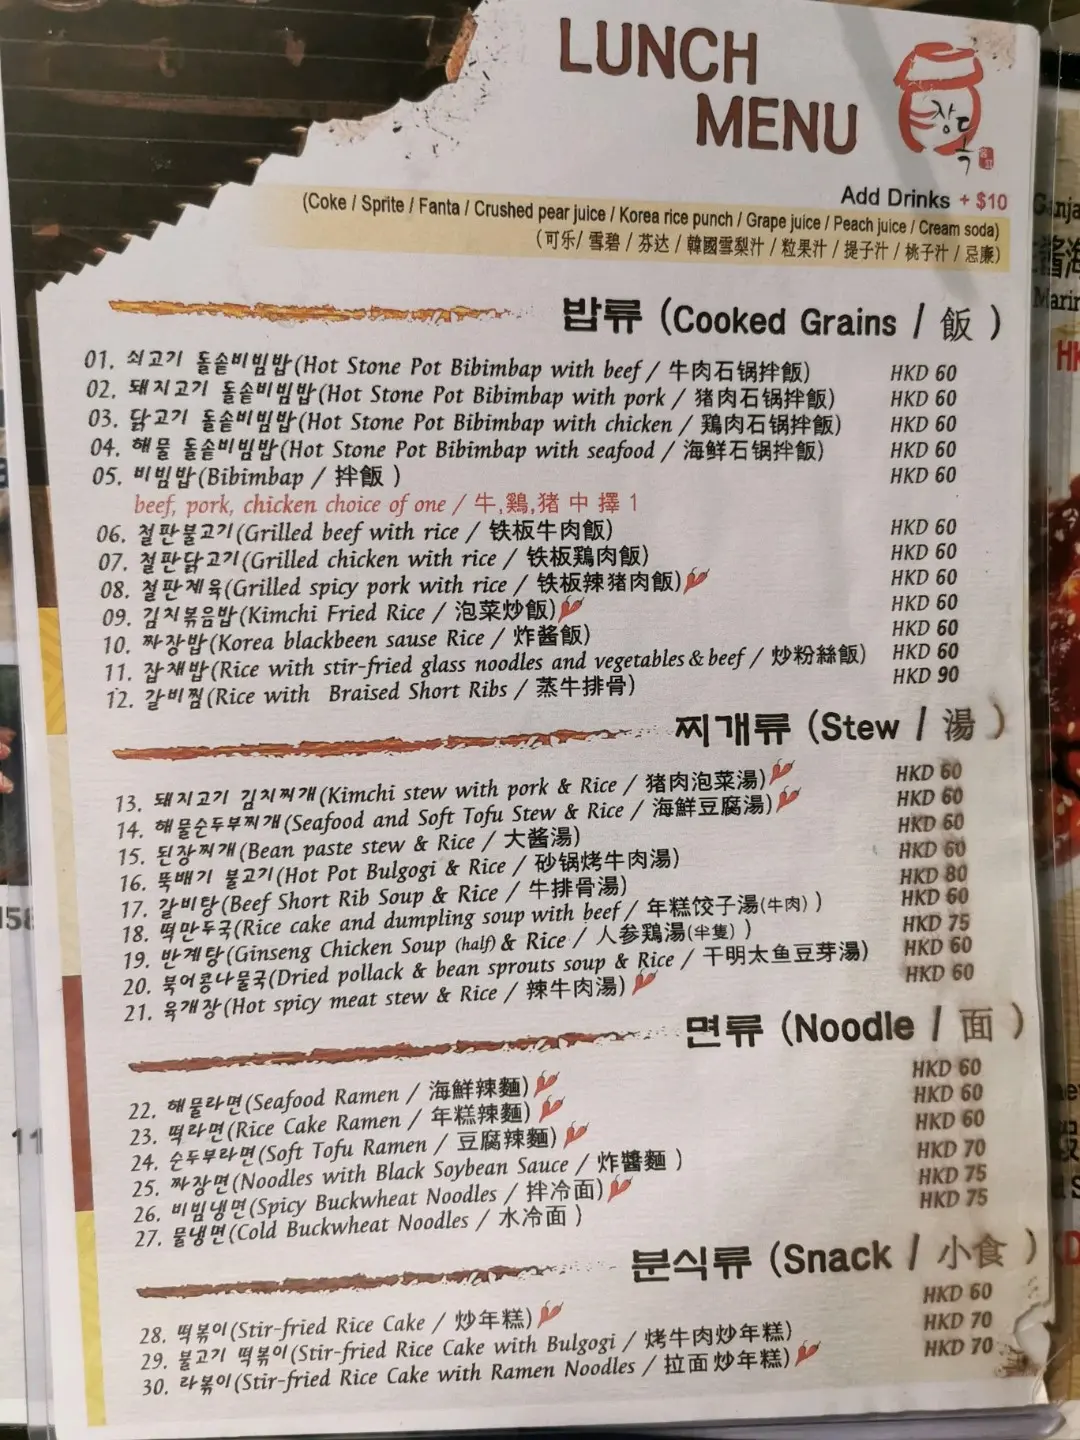 LUNCH
MENU
장독
Add Drinks + $10
(Coke / Sprite / Fanta / Crushed pear juice / Korea rice punch / Grape juice / Peach juice / Cream soda)
(可乐/ 雪碧 / 芬达 / 韓國雪梨汁 / 粒果汁 / 提子汁 / 桃子汁 / 忌廉)
밥류 (Cooked Grains / 飯 )
01. 쇠고기 돌솥비빔밥(Hot Stone Pot Bibimbap with beef / 牛肉石锅拌飯) HKD 60
02. 돼지고기 돌솥비빔밥(Hot Stone Pot Bibimbap with pork / 猪肉石锅拌飯) HKD 60
03. 닭고기 돌솥비빔밥(Hot Stone Pot Bibimbap with chicken / 鶏肉石锅拌飯) HKD 60
04. 해물 돌솥비빔밥(Hot Stone Pot Bibimbap with seafood / 海鲜石锅拌飯) HKD 60
05. 비빔밥(Bibimbap / 拌飯 ) HKD 60
beef, pork, chicken choice of one / 牛,鷄,猪 中 擇 1
06. 철판불고기(Grilled beef with rice / 铁板牛肉飯) HKD 60
07. 철판닭고기(Grilled chicken with rice / 铁板鶏肉飯) HKD 60
08. 철판제육(Grilled spicy pork with rice / 铁板辣猪肉飯) HKD 60
09. 김치볶음밥(Kimchi Fried Rice / 泡菜炒飯) HKD 60
10. 짜장밥(Korea blackbeen sause Rice / 炸酱飯) HKD 60
11. 잡채밥(Rice with stir-fried glass noodles and vegetables & beef / 炒粉絲飯) HKD 60
12. 갈비찜(Rice with Braised Short Ribs / 蒸牛排骨) HKD 90
찌개류 (Stew / 湯 )
13. 돼지고기 김치찌개(Kimchi stew with pork & Rice / 猪肉泡菜湯) HKD 60
14. 해물순두부찌개(Seafood and Soft Tofu Stew & Rice / 海鮮豆腐湯) HKD 60
15. 된장찌개(Bean paste stew & Rice / 大酱湯) HKD 60
16. 뚝배기 불고기(Hot Pot Bulgogi & Rice / 砂锅烤牛肉湯) HKD 60
17. 갈비탕(Beef Short Rib Soup & Rice / 牛排骨湯) HKD 80
18. 떡만두국(Rice cake and dumpling soup with beef / 年糕饺子湯(牛肉) ) HKD 60
19. 반계탕(Ginseng Chicken Soup (half) & Rice / 人参鶏湯(半隻) ) HKD 75
20. 북어콩나물국(Dried pollack & bean sprouts soup & Rice / 干明太鱼豆芽湯) HKD 60
21. 육개장(Hot spicy meat stew & Rice / 辣牛肉湯) HKD 60
면류 (Noodle / 面 )
22. 해물라면(Seafood Ramen / 海鮮辣麵) HKD 60
23. 떡라면(Rice Cake Ramen / 年糕辣麵) HKD 60
24. 순두부라면(Soft Tofu Ramen / 豆腐辣麵) HKD 60
25. 짜장면(Noodles with Black Soybean Sauce / 炸醬麵 ) HKD 70
26. 비빔냉면(Spicy Buckwheat Noodles / 拌冷面) HKD 75
27. 물냉면(Cold Buckwheat Noodles / 水冷面 ) HKD 75
분식류 (Snack / 小食 )
28. 떡볶이(Stir-fried Rice Cake / 炒年糕) HKD 60
29. 불고기 떡볶이(Stir-fried Rice Cake with Bulgogi / 烤牛肉炒年糕) HKD 70
30. 라볶이(Stir-fried Rice Cake with Ramen Noodles / 拉面炒年糕) HKD 70